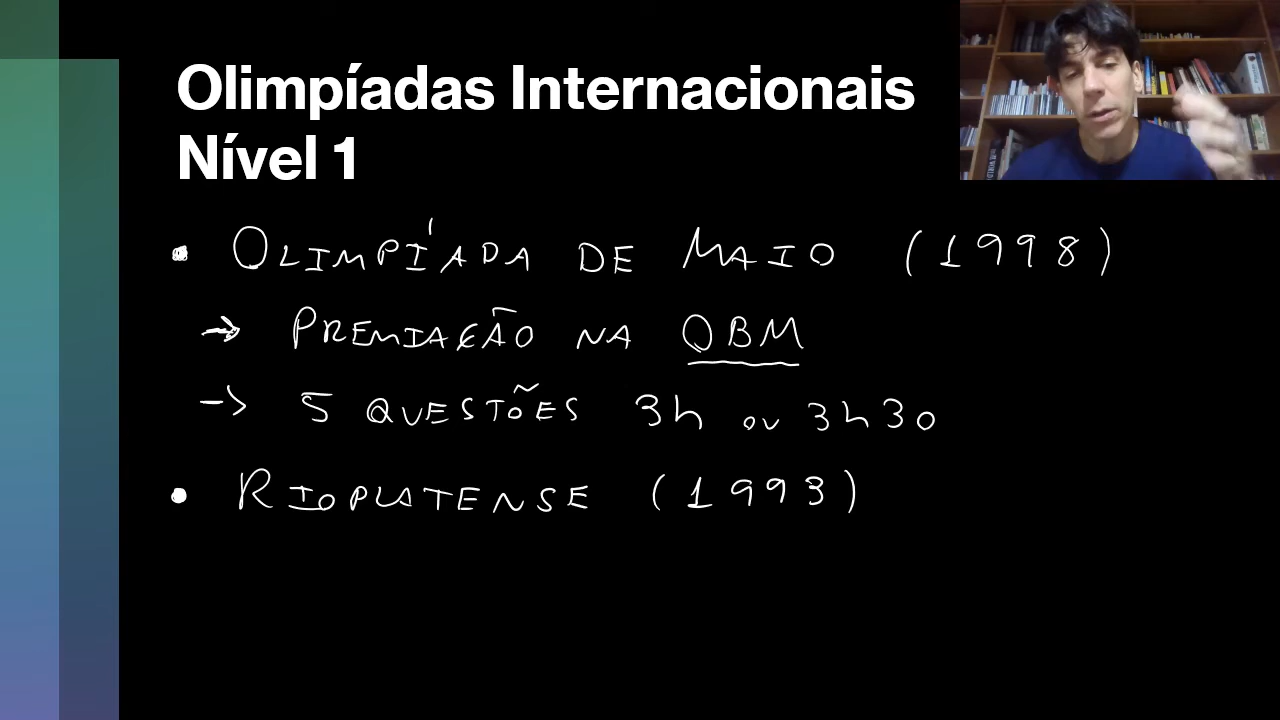 Olimpíadas Internacionais
Nível 1
• OLIMPÍADA DE MAIO (1998)
→ PREMIAÇÃO NA OBM
→ 5 QUESTÕES 3h OU 3h30
• RIOPLATENSE (1993)